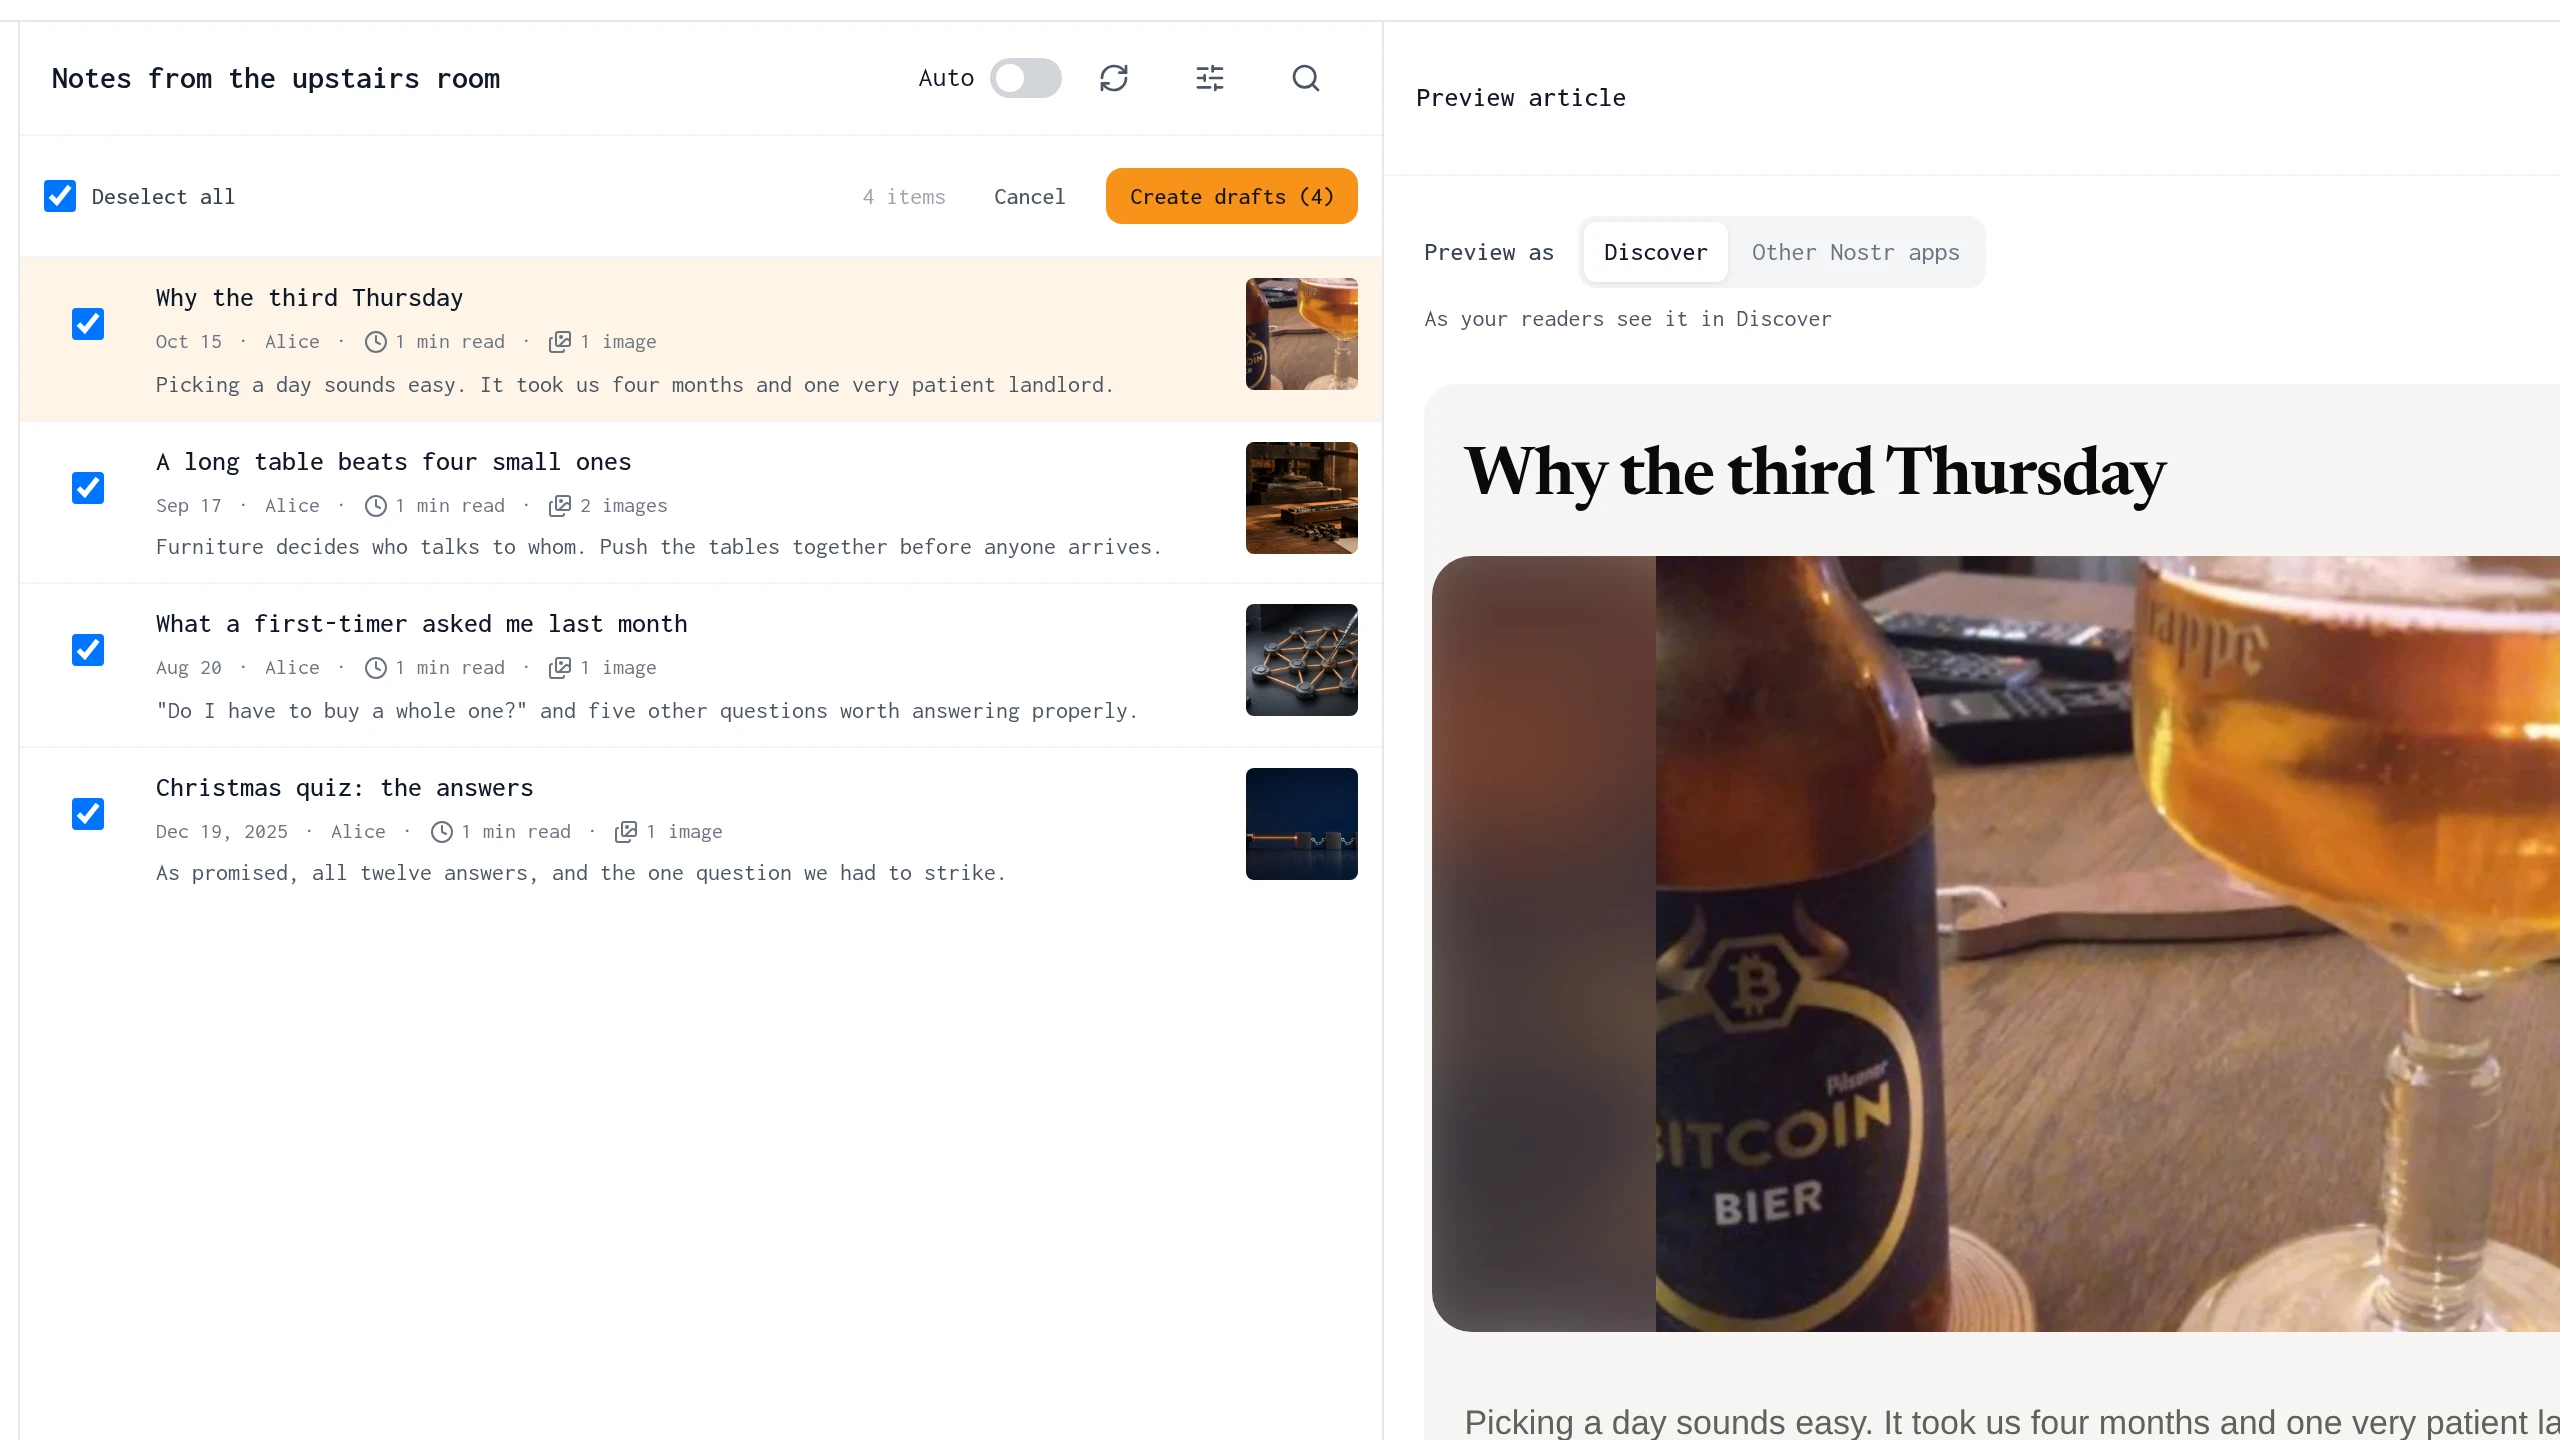 Notes from the upstairs room
Auto
Deselect all
4 items
Cancel
Create drafts (4)
Why the third Thursday
Oct 15 · Alice · 1 min read · 1 image
Picking a day sounds easy. It took us four months and one very patient landlord.
A long table beats four small ones
Sep 17 · Alice · 1 min read · 2 images
Furniture decides who talks to whom. Push the tables together before anyone arrives.
What a first-timer asked me last month
Aug 20 · Alice · 1 min read · 1 image
"Do I have to buy a whole one?" and five other questions worth answering properly.
Christmas quiz: the answers
Dec 19, 2025 · Alice · 1 min read · 1 image
As promised, all twelve answers, and the one question we had to strike.
Preview article
Preview as
Discover
Other Nostr apps
As your readers see it in Discover
Why the third Thursday
Pilsener
BITCOIN
BIER
Picking a day sounds easy. It took us four months and one very patient la